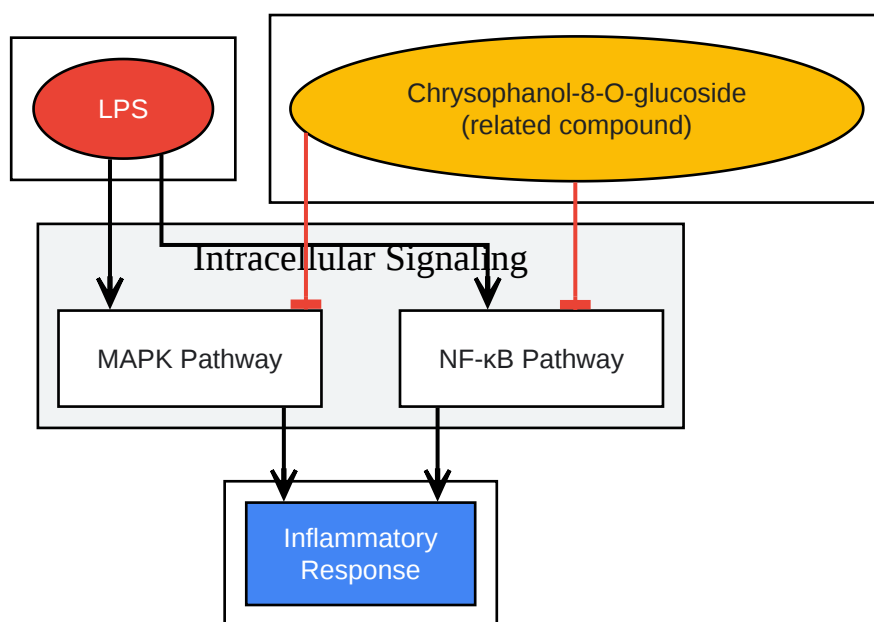 LPS
Chrysophanol-8-O-glucoside
(related compound)
Intracellular Signaling
MAPK Pathway
NF-κB Pathway
Inflammatory
Response